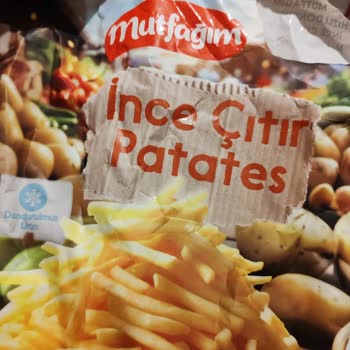 Mutfağım
İnce Çıtır
Patates
Dondurulmuş
Ürün